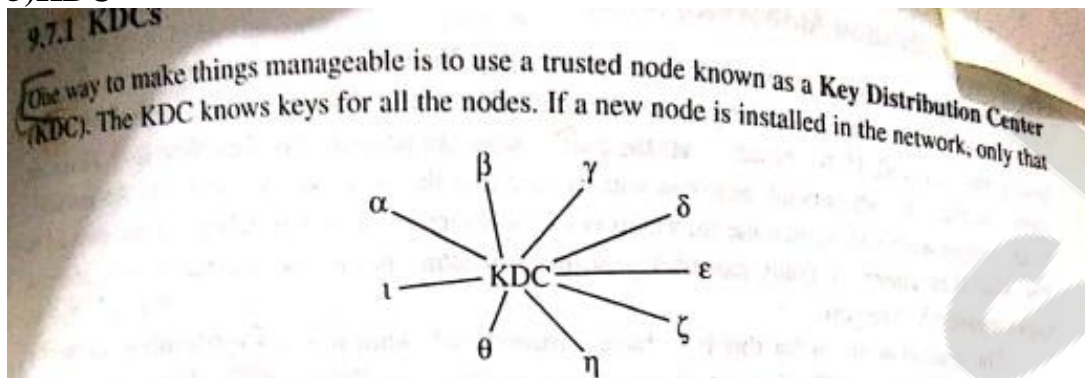 9.7.1 KDCs
One way to make things manageable is to use a trusted node known as a Key Distribution Center
(KDC). The KDC knows keys for all the nodes. If a new node is installed in the network, only that
β γ
α δ
KDC ε
ι
ζ
θ η